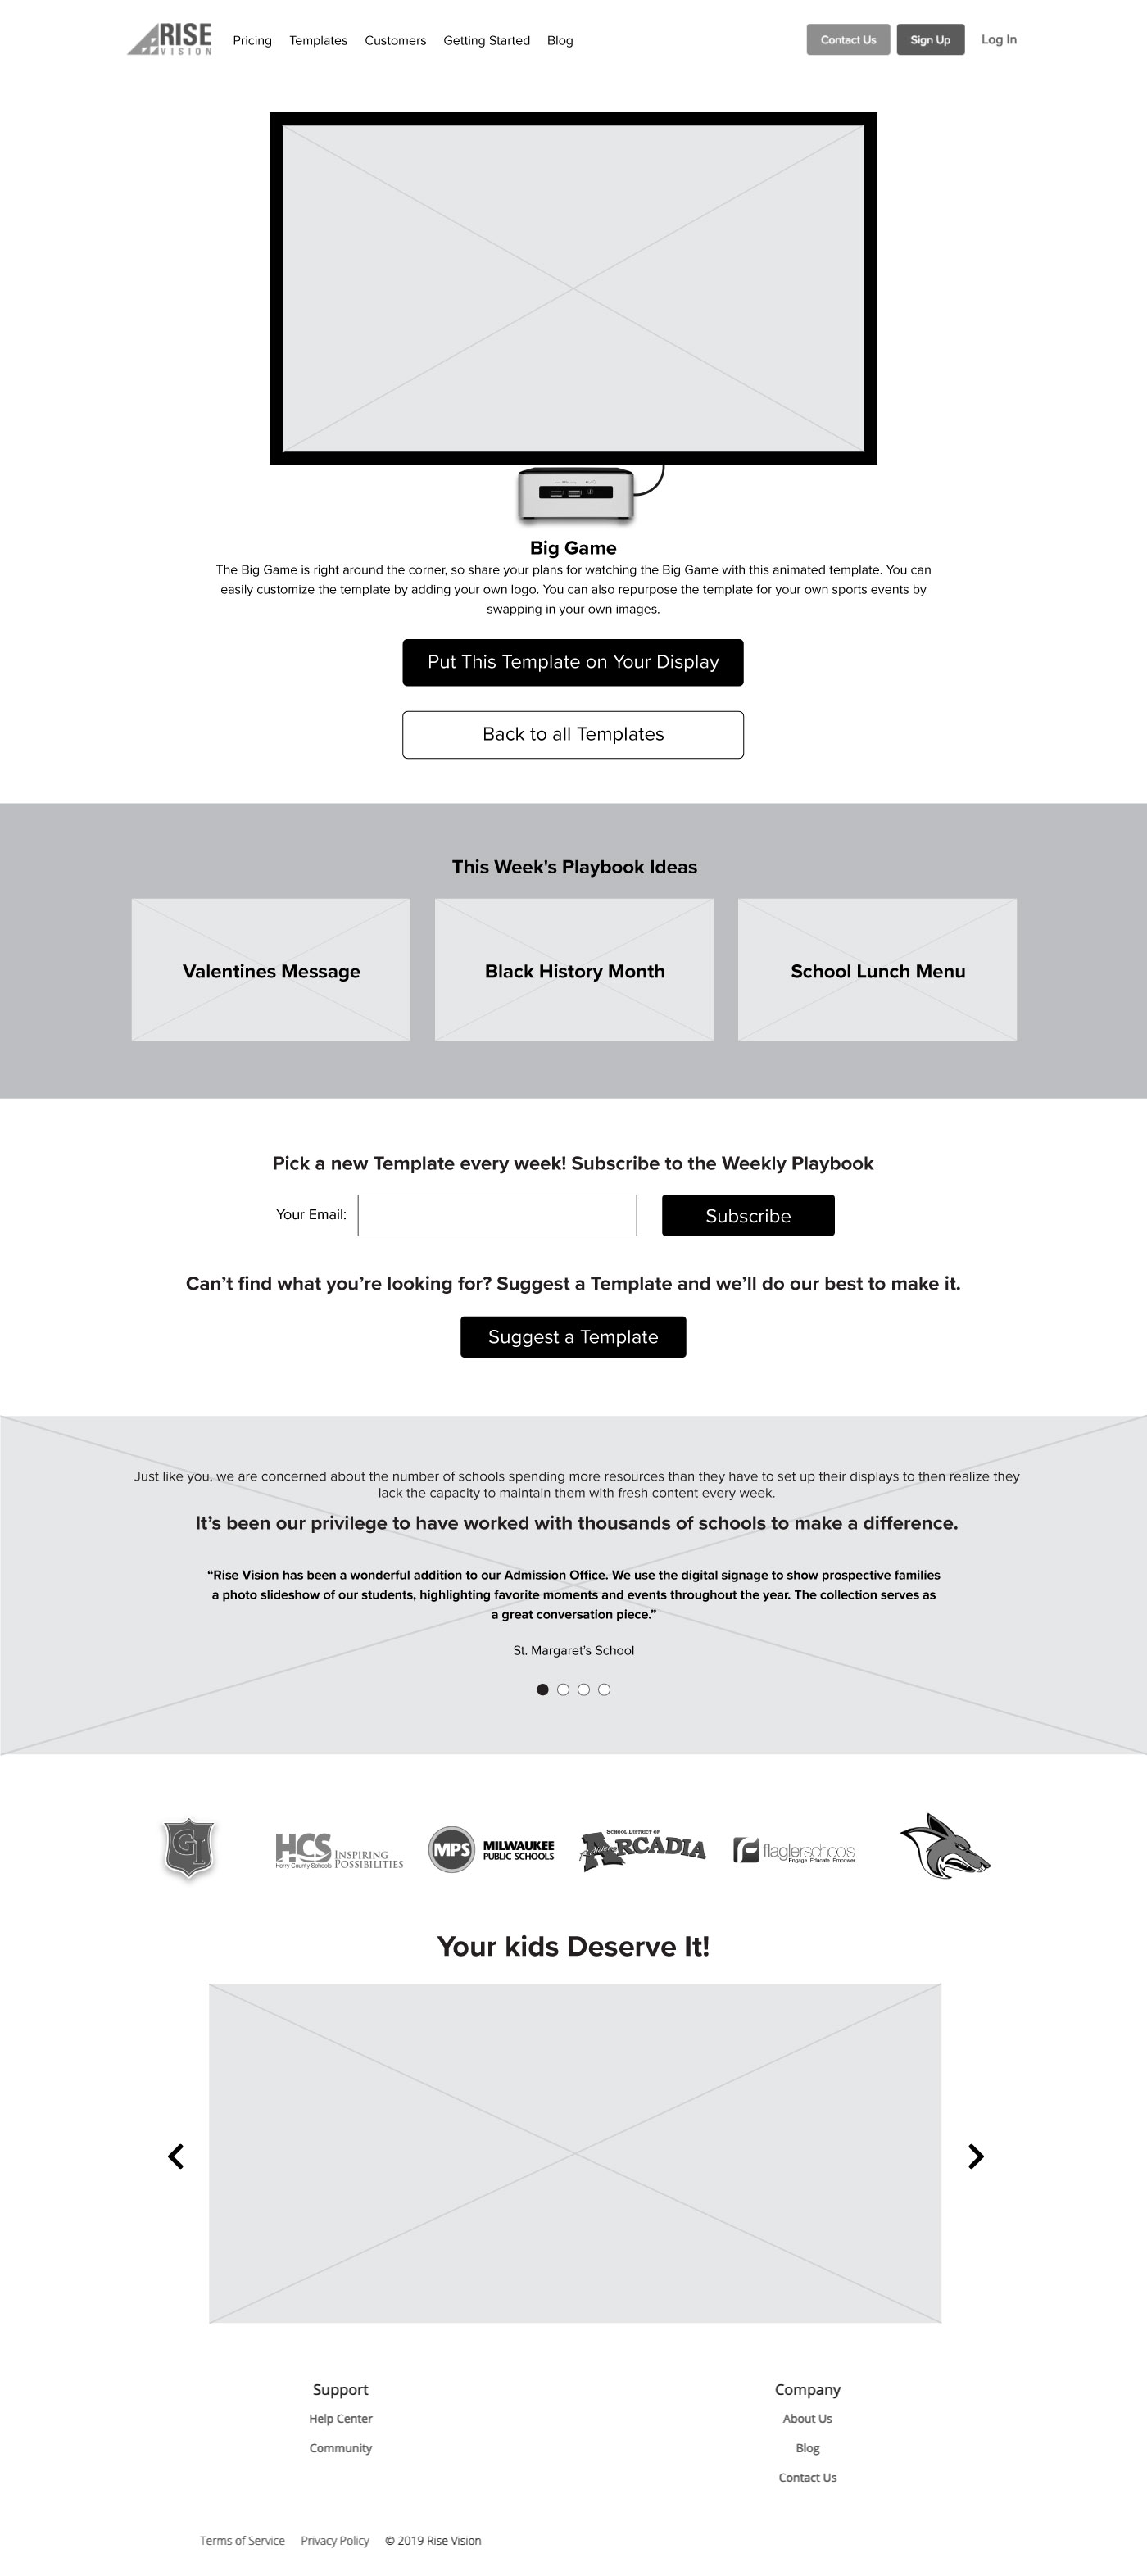 RISE
VISION
Pricing
Templates
Customers
Getting Started
Blog
Contact Us
Sign Up
Log In
Big Game
The Big Game is right around the corner, so share your plans for watching the Big Game with this animated template. You can
easily customize the template by adding your own logo. You can also repurpose the template for your own sports events by
swapping in your own images.
Put This Template on Your Display
Back to all Templates
This Week's Playbook Ideas
Valentines Message
Black History Month
School Lunch Menu
Pick a new Template every week! Subscribe to the Weekly Playbook
Your Email:
Subscribe
Can’t find what you’re looking for? Suggest a Template and we’ll do our best to make it.
Suggest a Template
Just like you, we are concerned about the number of schools spending more resources than they have to set up their displays to then realize they
lack the capacity to maintain them with fresh content every week.
It’s been our privilege to have worked with thousands of schools to make a difference.
“Rise Vision has been a wonderful addition to our Admission Office. We use the digital signage to show prospective families
a photo slideshow of our students, highlighting favorite moments and events throughout the year. The collection serves as
a great conversation piece.”
St. Margaret’s School
GI
HCS
Horry County Schools
INSPIRING
POSSIBILITIES
MPS
MILWAUKEE
PUBLIC SCHOOLS
SCHOOL DISTRICT OF
ARCADIA
flaglerschools
Engage. Educate. Empower.
Your kids Deserve It!
Support
Help Center
Community
Company
About Us
Blog
Contact Us
Terms of Service
Privacy Policy
© 2019 Rise Vision